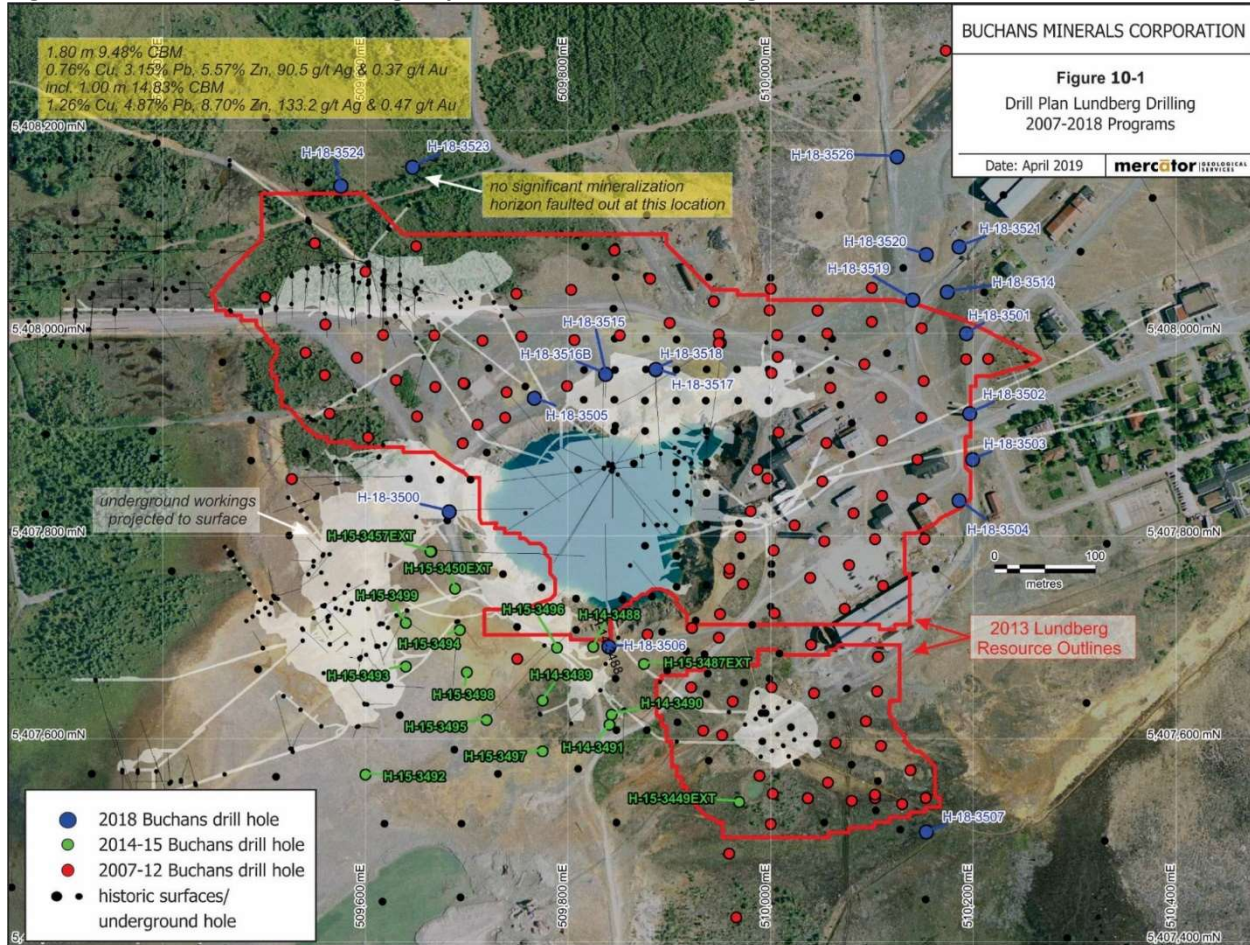 BUCHANS MINERALS CORPORATION
Figure 10-1
Drill Plan Lundberg Drilling
2007-2018 Programs
Date: April 2019
mercator GEOLOGICAL SERVICES
1.80 m 9.48% CBM
0.76% Cu, 3.15% Pb, 5.57% Zn, 90.5 g/t Ag & 0.37 g/t Au
incl. 1.00 m 14.83% CBM
1.26% Cu, 4.87% Pb, 8.70% Zn, 133.2 g/t Ag & 0.47 g/t Au
509,600 mE
509,800 mE
510,000 mE
5,408,200 mN
H-18-3524
H-18-3523
H-18-3526
no significant mineralization
horizon faulted out at this location
H-18-3520
H-18-3521
H-18-3519
H-18-3514
5,408,000 mN
H-18-3501
5,408,000 mN
H-18-3515
H-18-3516B
H-18-3518
H-18-3517
H-18-3505
H-18-3502
H-18-3503
underground workings
projected to surface
H-18-3500
H-18-3504
5,407,800 mN
5,407,800 mN
H-15-3457EXT
H-15-3450EXT
0 100
metres
H-15-3499
H-15-3496
H-14-3488
H-15-3494
H-18-3506
2013 Lundberg
Resource Outlines
H-15-3493
H-15-3498
H-14-3489
H-15-3487EXT
H-15-3495
H-14-3490
5,407,600 mN
H-15-3497
H-14-3491
5,407,600 mN
H-15-3492
H-15-3449EXT
H-18-3507
2018 Buchans drill hole
2014-15 Buchans drill hole
2007-12 Buchans drill hole
historic surfaces/
underground hole
509,600 mE
509,800 mE
510,000 mE
510,200 mE
5,407,400 mN